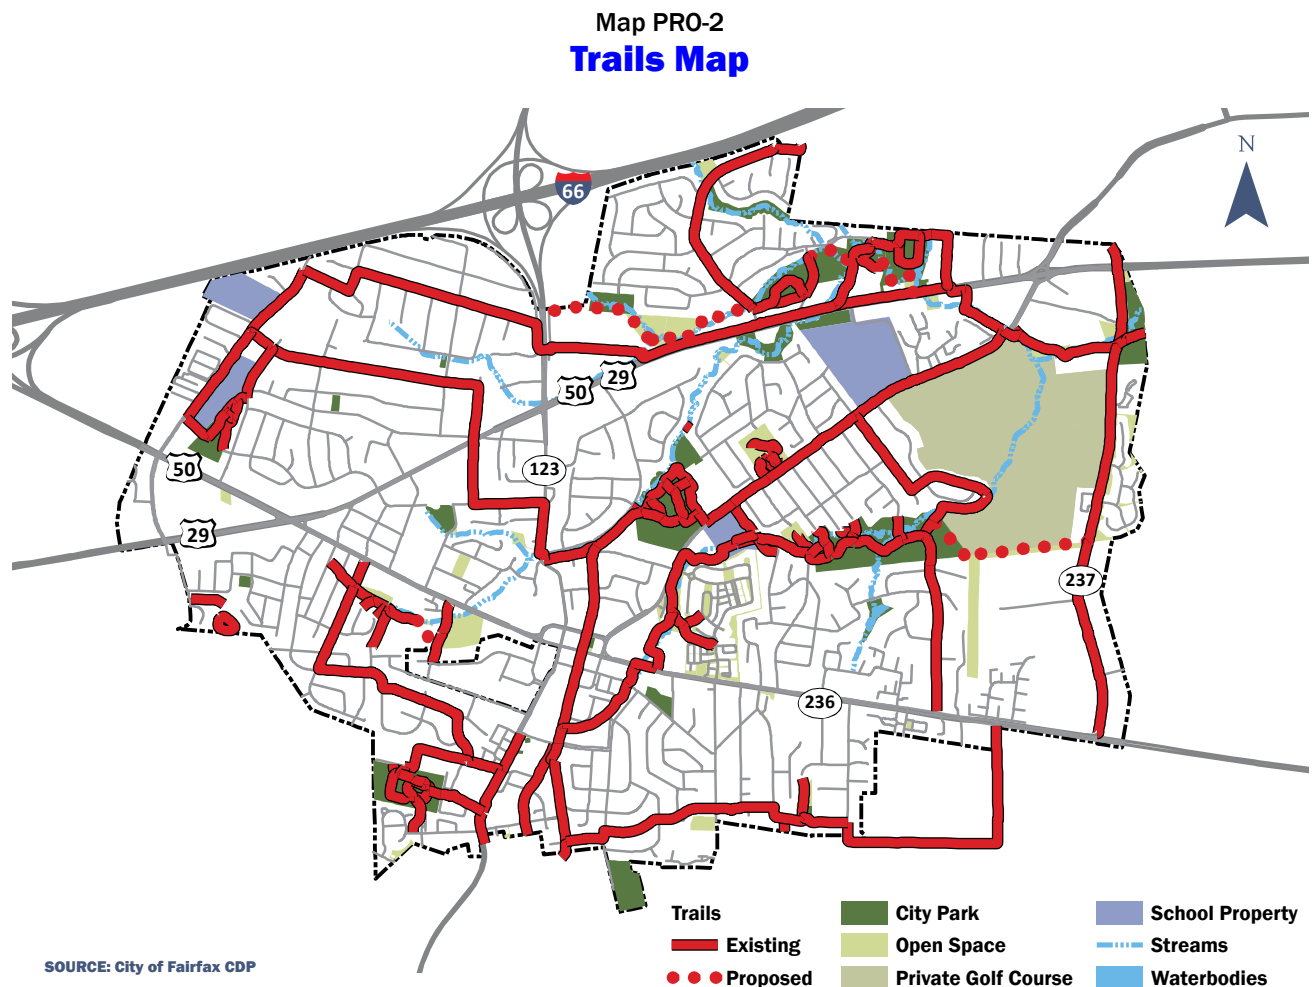 Map PRO-2
Trails Map
N
66
50
29
123
50
29
237
236
Trails
Existing
Proposed
City Park
Open Space
Private Golf Course
School Property
Streams
Waterbodies
SOURCE: City of Fairfax CDP